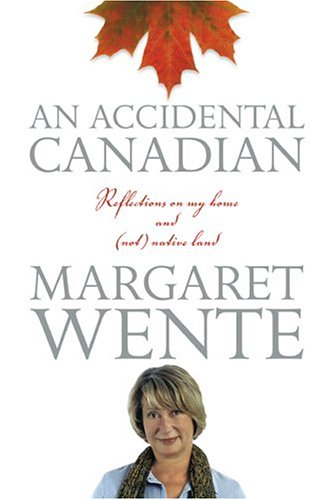 AN ACCIDENTAL
CANADIAN
Reflections on my home
and
(not) native land
MARGARET
WENTE